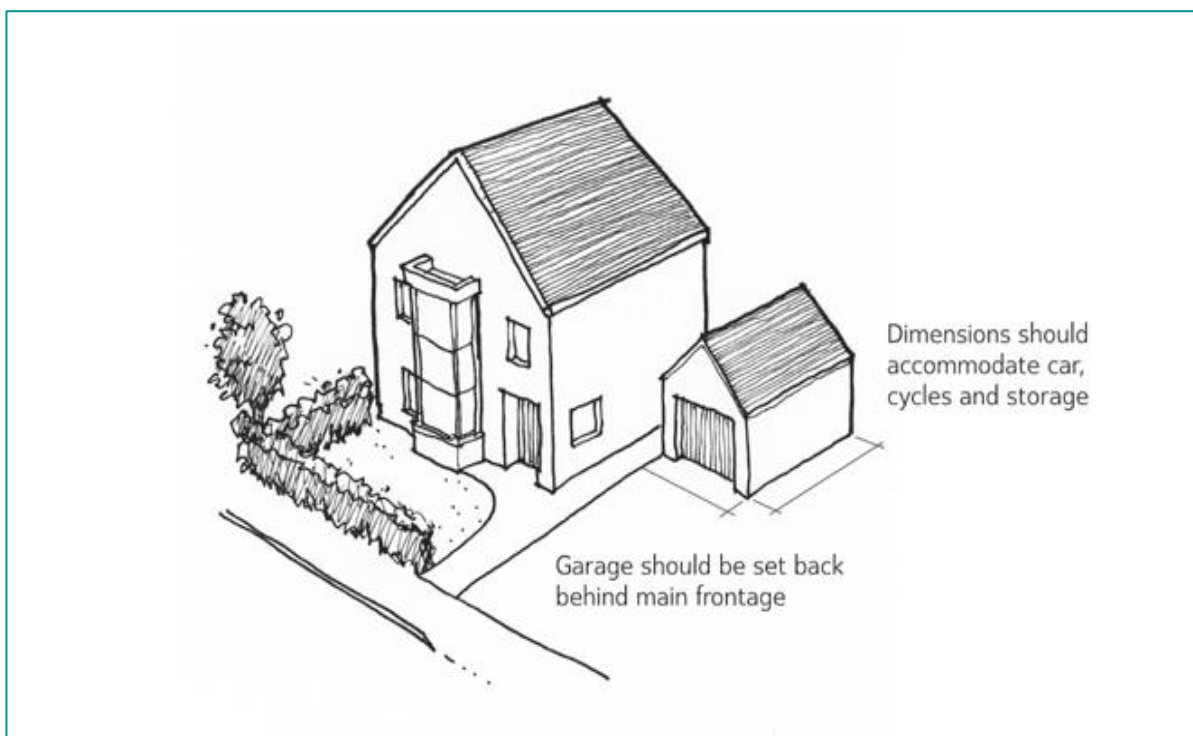 Dimensions should
accommodate car,
cycles and storage
Garage should be set back
behind main frontage